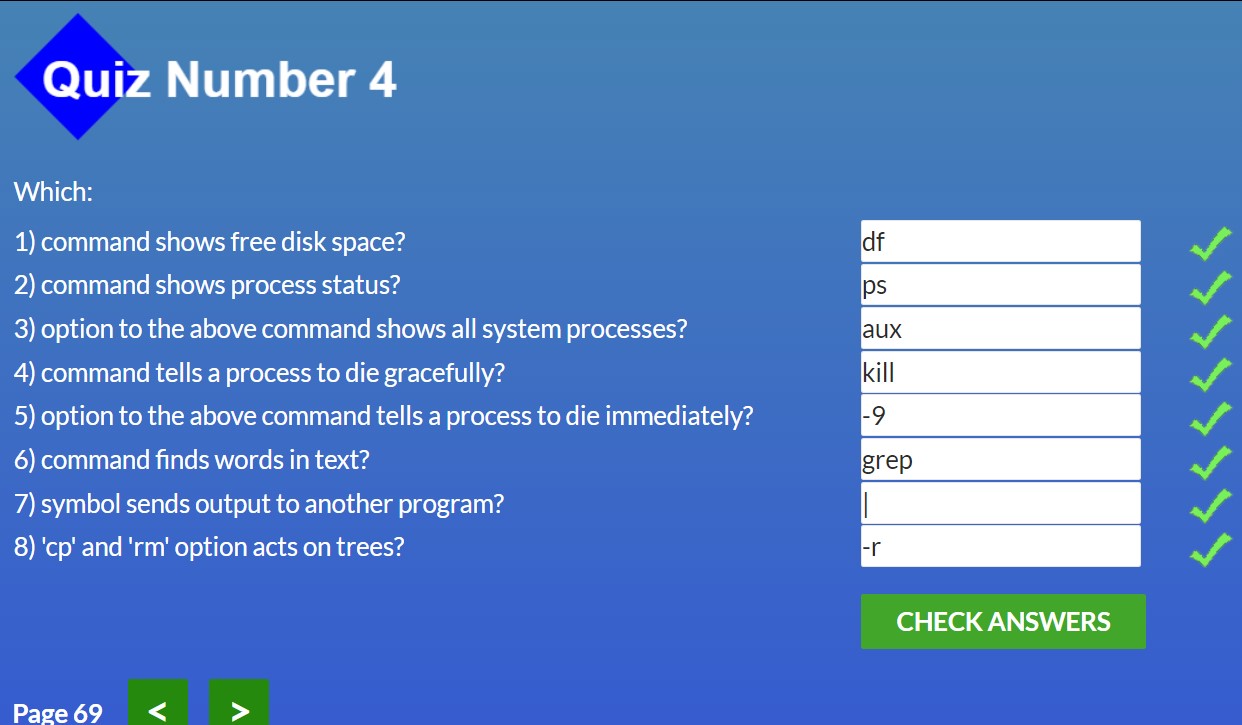 Quiz Number 4
Which:
1) command shows free disk space? df
2) command shows process status? ps
3) option to the above command shows all system processes? aux
4) command tells a process to die gracefully? kill
5) option to the above command tells a process to die immediately? -9
6) command finds words in text? grep
7) symbol sends output to another program? |
8) 'cp' and 'rm' option acts on trees? -r
CHECK ANSWERS
Page 69 < >